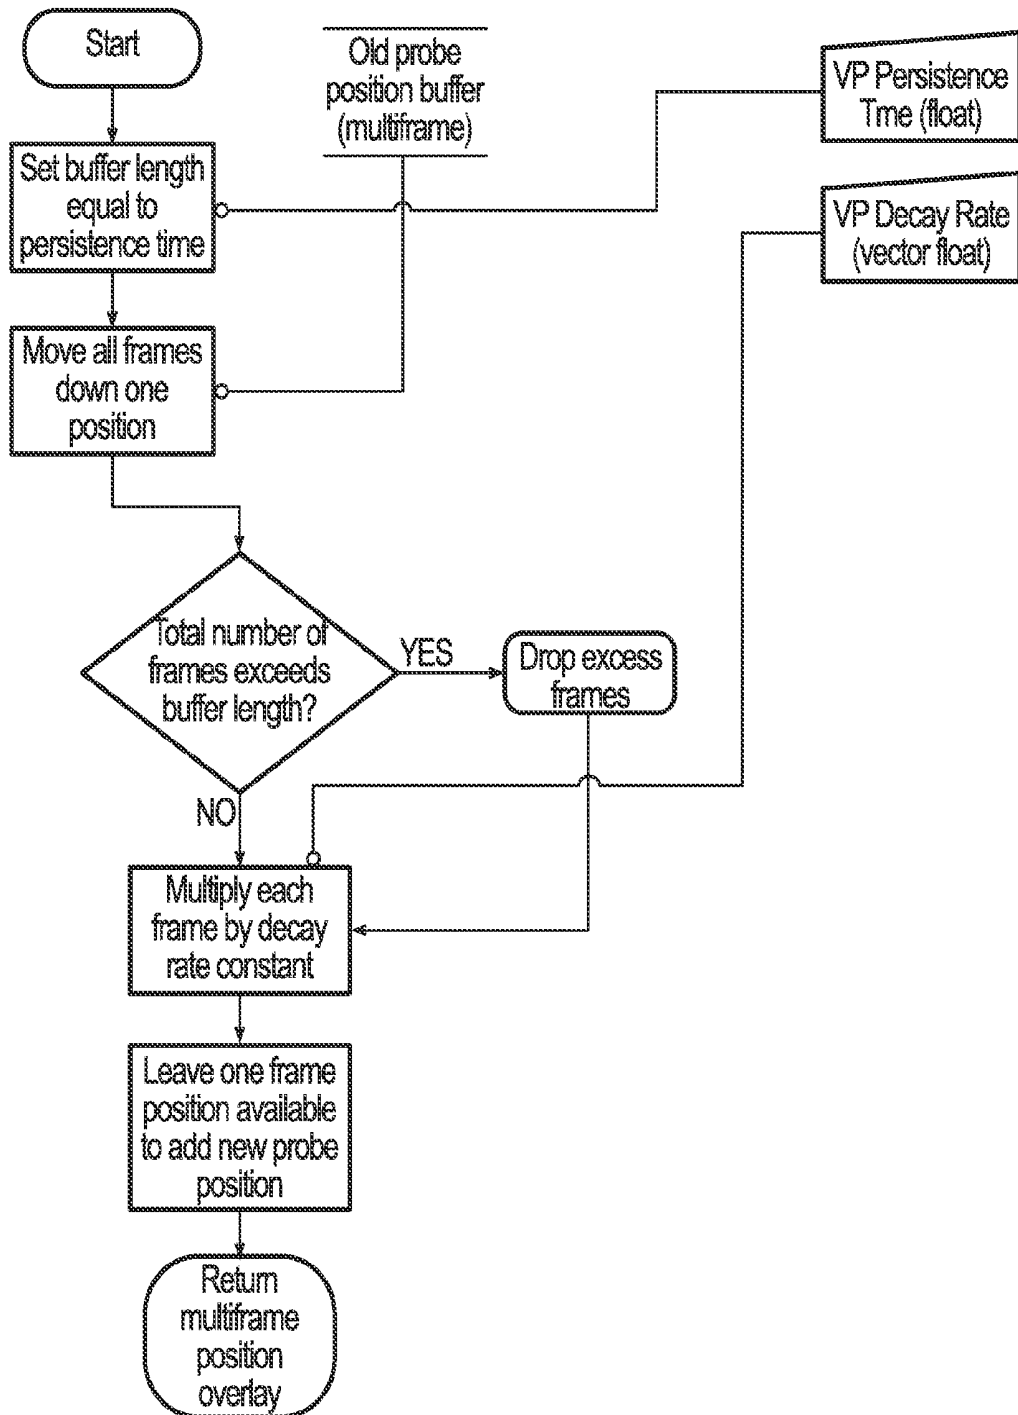 Start
Old probe
position buffer
(multiframe)
VP Persistence
Tme (float)
Set buffer length
equal to
persistence time
VP Decay Rate
(vector float)
Move all frames
down one
position
Total number of
frames exceeds
buffer length?
YES
Drop excess
frames
NO
Multiply each
frame by decay
rate constant
Leave one frame
position available
to add new probe
position
Return
multiframe
position
overlay